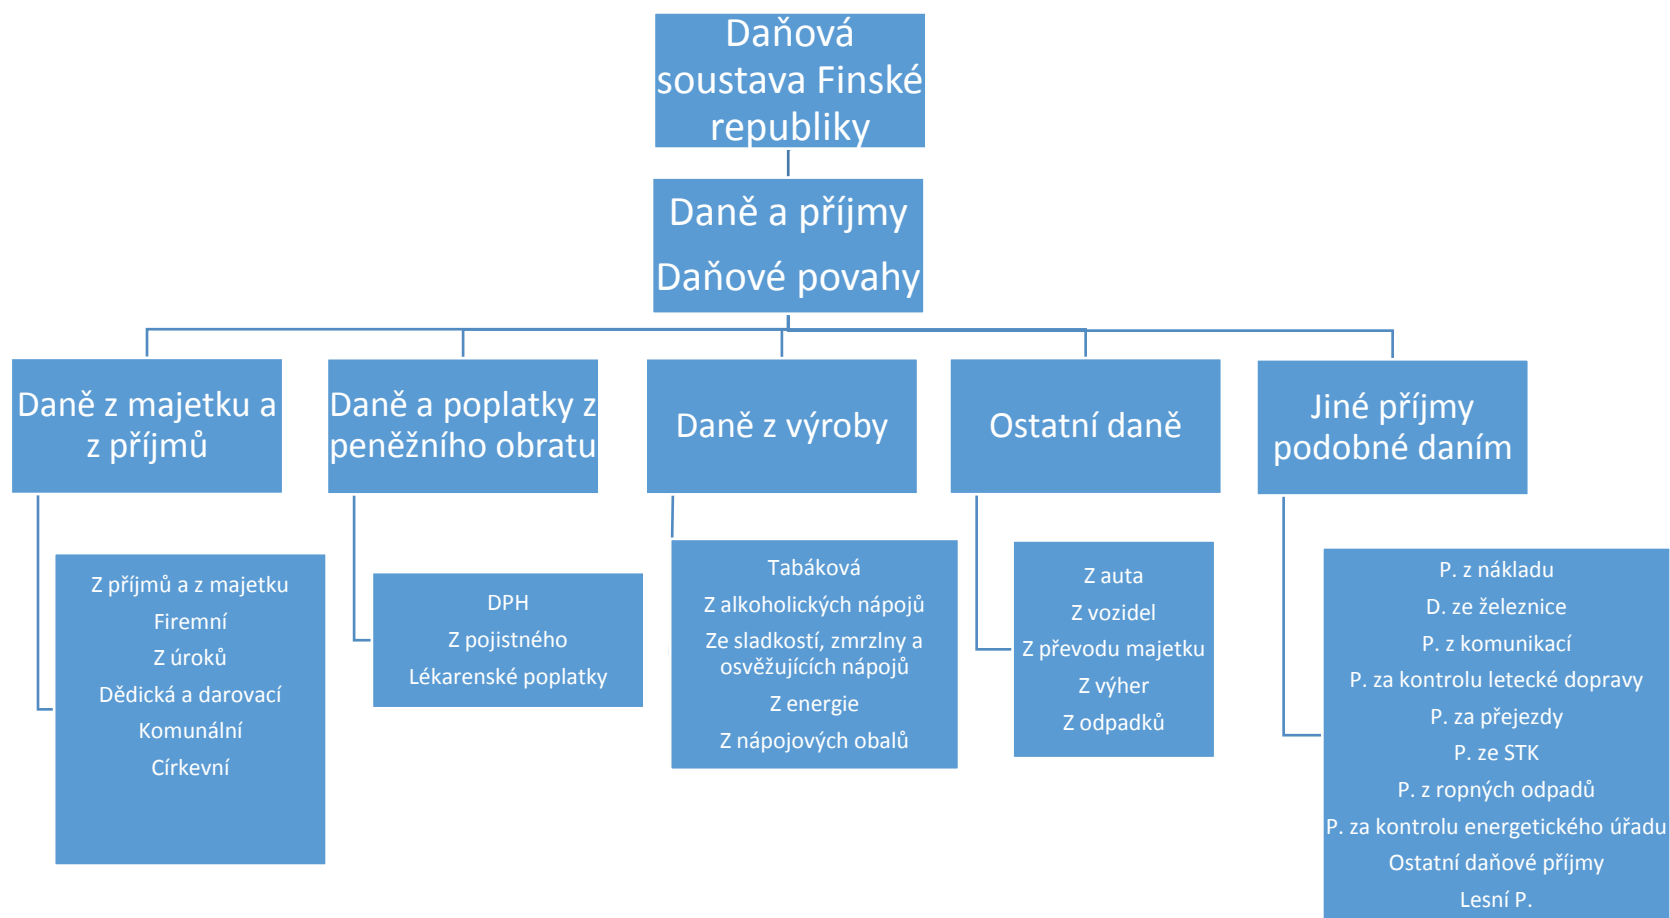 Daňová
soustava Finské
republiky
Daně a příjmy
Daňové povahy
Daně z majetku a
z příjmů
Daně a poplatky z
peněžního obratu
Daně z výroby
Ostatní daně
Jiné příjmy
podobné daním
Z příjmů a z majetku
Firemní
Z úroků
Dědická a darovací
Komunální
Církevní
DPH
Z pojistného
Lékarenské poplatky
Tabáková
Z alkoholických nápojů
Ze sladkostí, zmrzlny a
osvěžujících nápojů
Z energie
Z nápojových obalů
Z auta
Z vozidel
Z převodu majetku
Z výher
Z odpadků
P. z nákladu
D. ze železnice
P. z komunikací
P. za kontrolu letecké dopravy
P. za přejezdy
P. ze STK
P. z ropných odpadů
P. za kontrolu energetického úřadu
Ostatní daňové příjmy
Lesní P.